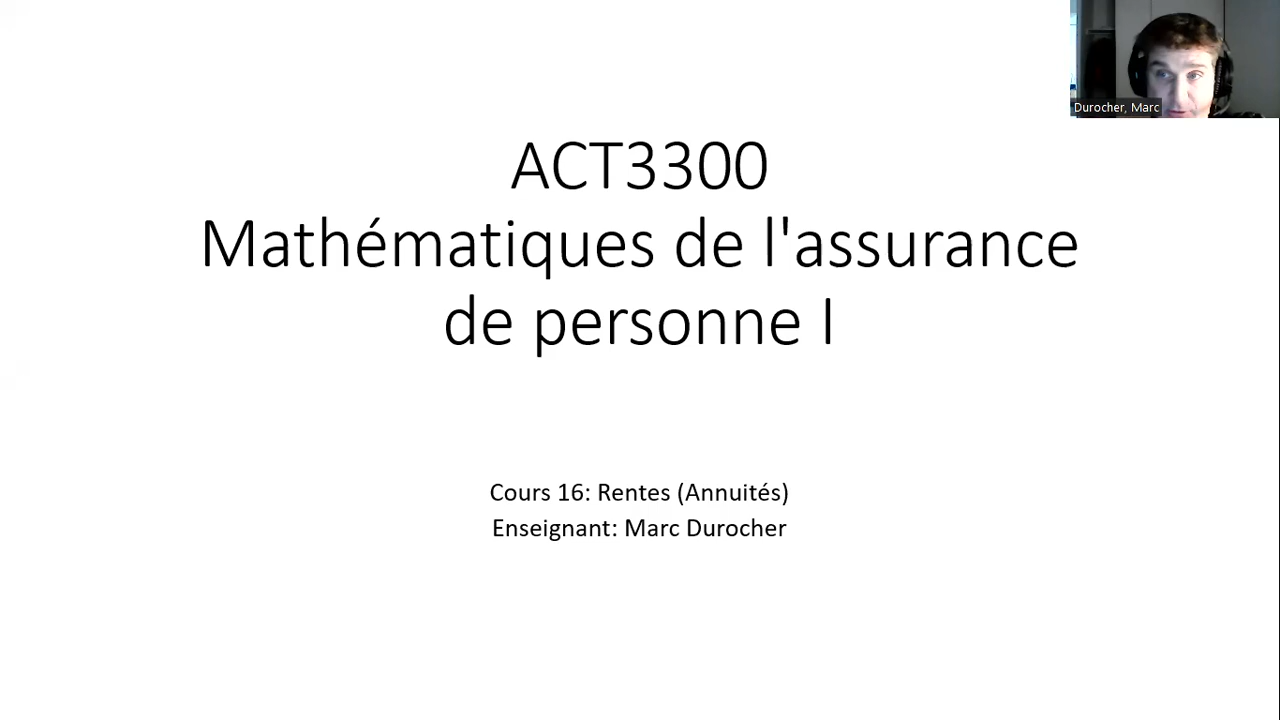 Durocher, Marc
ACT3300
Mathématiques de l'assurance
de personne I
Cours 16: Rentes (Annuités)
Enseignant: Marc Durocher